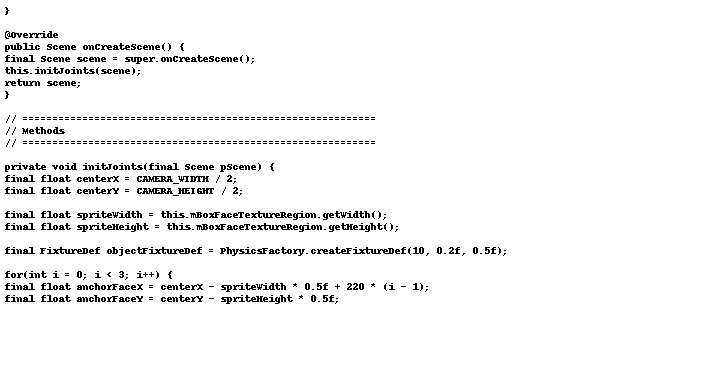 }
@Override
public Scene onCreateScene() {
final Scene scene = super.onCreateScene();
this.initJoints(scene);
return scene;
}
// ===========================================================
// Methods
// ===========================================================
private void initJoints(final Scene pScene) {
final float centerX = CAMERA_WIDTH / 2;
final float centerY = CAMERA_HEIGHT / 2;
final float spriteWidth = this.mBoxFaceTextureRegion.getWidth();
final float spriteHeight = this.mBoxFaceTextureRegion.getHeight();
final FixtureDef objectFixtureDef = PhysicsFactory.createFixtureDef(10, 0.2f, 0.5f);
for(int i = 0; i < 3; i++) {
final float anchorFaceX = centerX - spriteWidth * 0.5f + 220 * (i - 1);
final float anchorFaceY = centerY - spriteHeight * 0.5f;